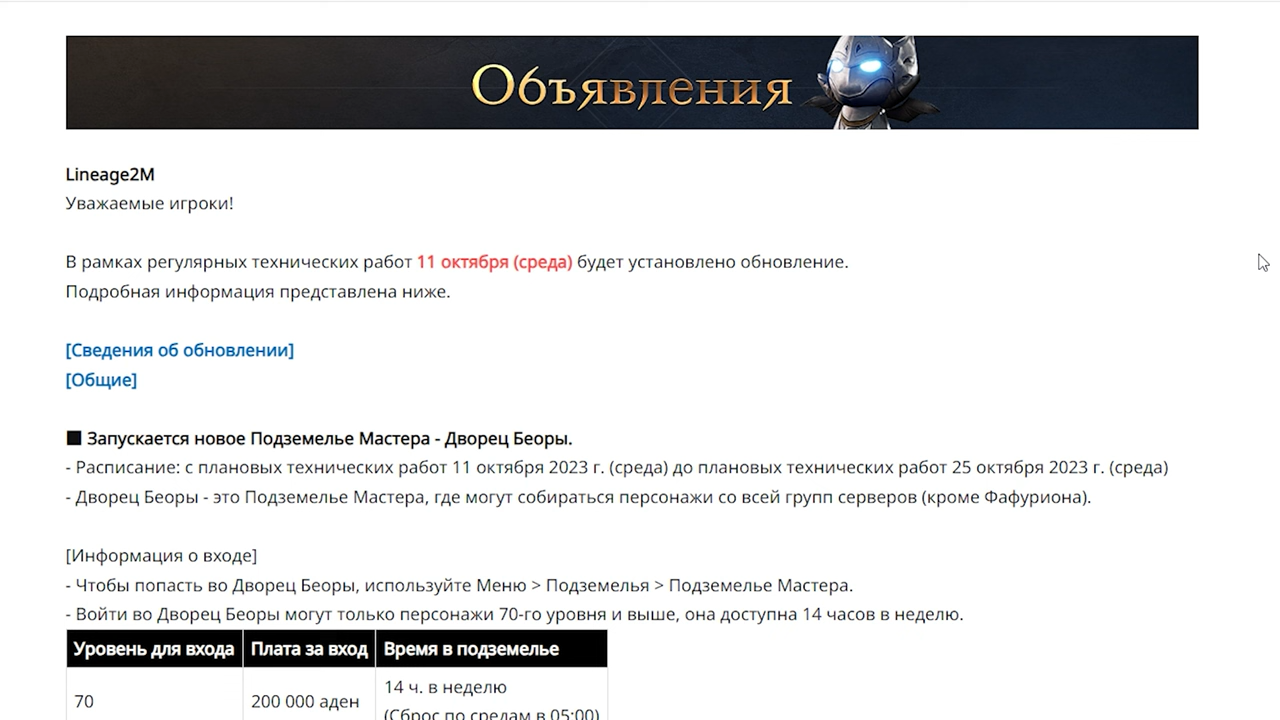 Объявления
Lineage2M
Уважаемые игроки!
В рамках регулярных технических работ 11 октября (среда) будет установлено обновление.
Подробная информация представлена ниже.
[Сведения об обновлении]
[Общие]
■ Запускается новое Подземелье Мастера - Дворец Беоры.
- Расписание: с плановых технических работ 11 октября 2023 г. (среда) до плановых технических работ 25 октября 2023 г. (среда)
- Дворец Беоры - это Подземелье Мастера, где могут собираться персонажи со всей групп серверов (кроме Фафуриона).
[Информация о входе]
- Чтобы попасть во Дворец Беоры, используйте Меню > Подземелья > Подземелье Мастера.
- Войти во Дворец Беоры могут только персонажи 70-го уровня и выше, она доступна 14 часов в неделю.
Уровень для входа Плата за вход Время в подземелье
70 200 000 аден 14 ч. в неделю
(Сброс по средам в 05:00)